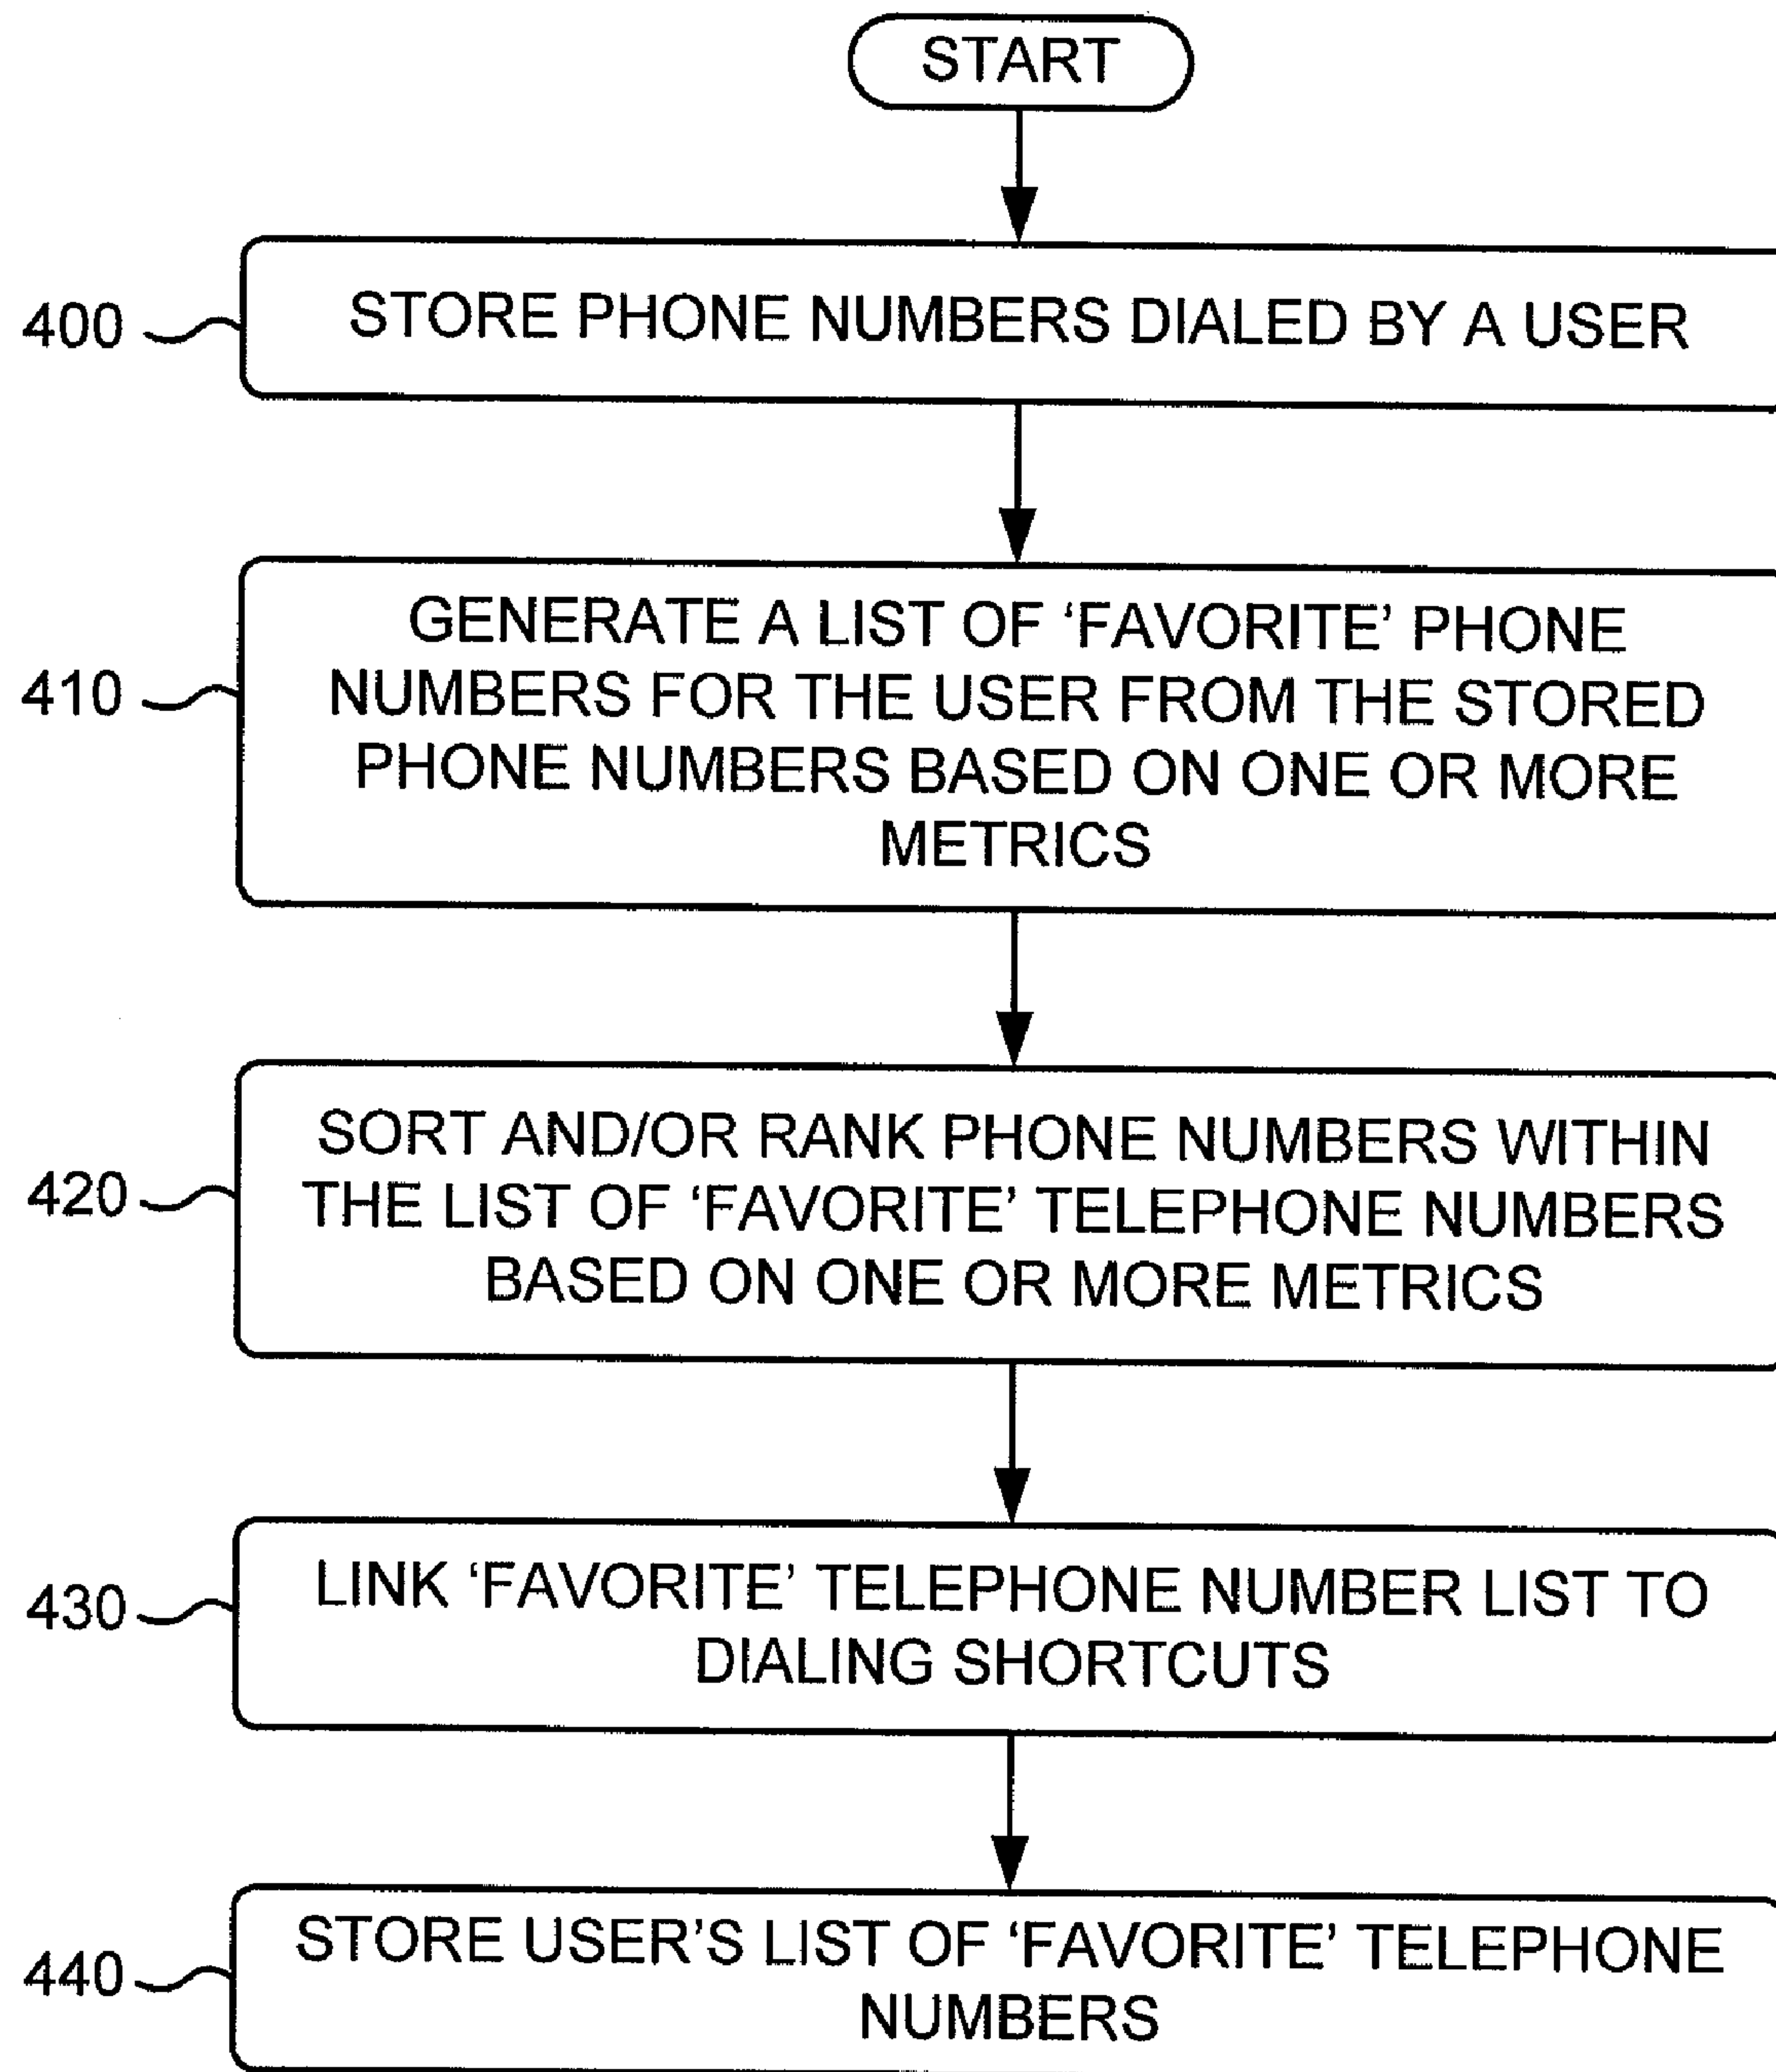 START
400
STORE PHONE NUMBERS DIALED BY A USER
410
GENERATE A LIST OF ‘FAVORITE’ PHONE
NUMBERS FOR THE USER FROM THE STORED
PHONE NUMBERS BASED ON ONE OR MORE
METRICS
420
SORT AND/OR RANK PHONE NUMBERS WITHIN
THE LIST OF ‘FAVORITE’ TELEPHONE NUMBERS
BASED ON ONE OR MORE METRICS
430
LINK ‘FAVORITE’ TELEPHONE NUMBER LIST TO
DIALING SHORTCUTS
440
STORE USER’S LIST OF ‘FAVORITE’ TELEPHONE
NUMBERS